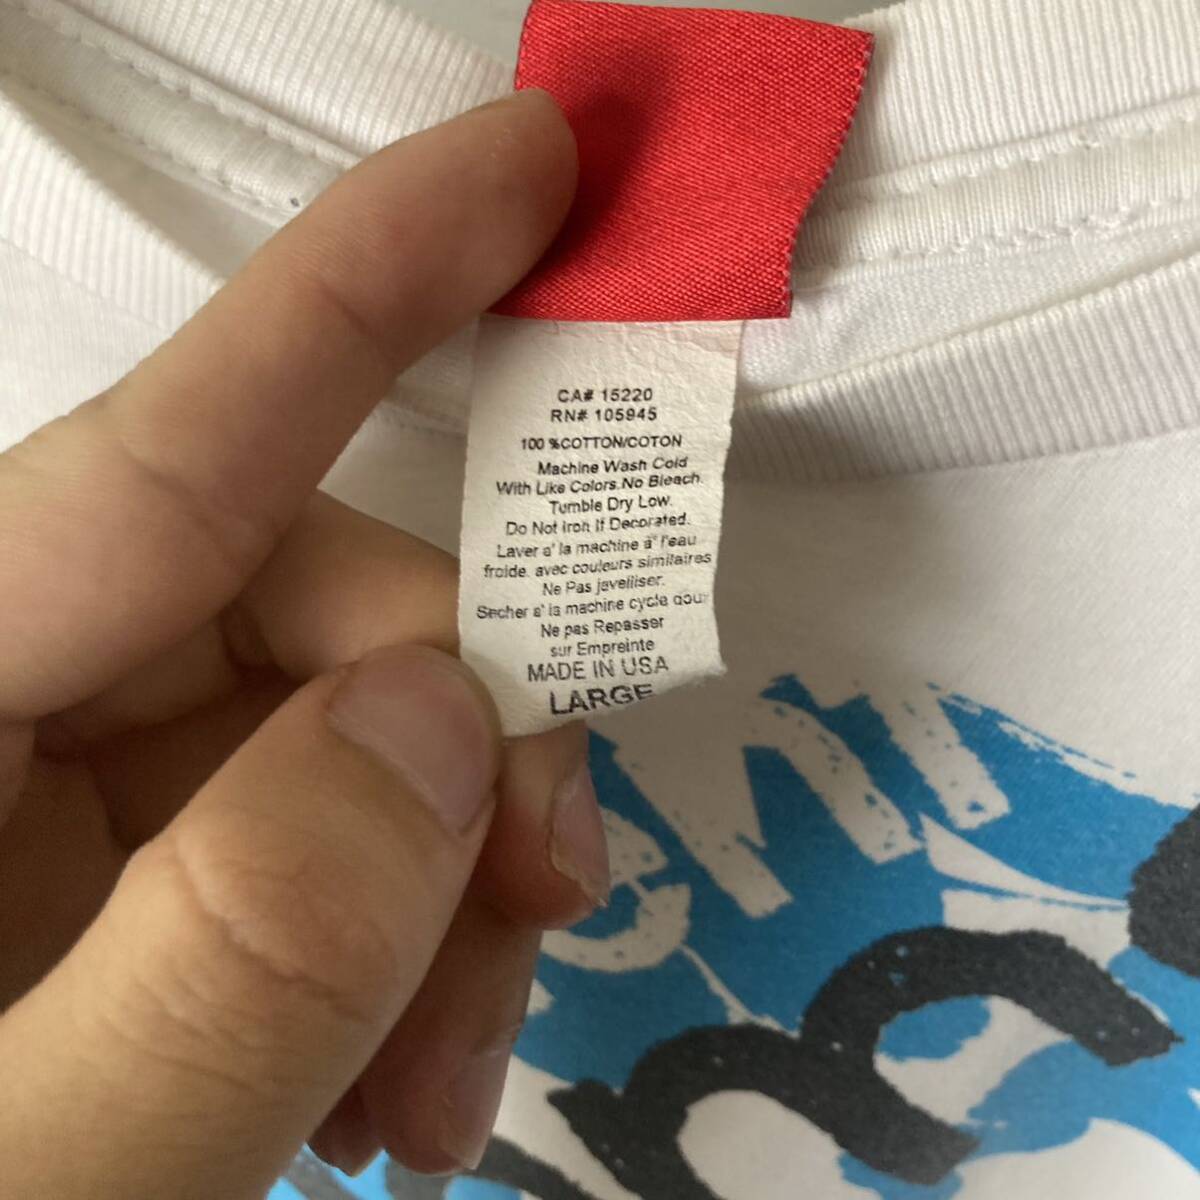 CA# 15220
RN# 105945
100 %COTTON/COTON
Machine Wash Cold
With Like Colors.No Bleach.
Tumble Dry Low.
Do Not Iron If Decorated.
Laver a' la machine a' l'eau
froide. avec couleurs similaires
Ne Pas javelliser.
Secher a' la machine cycle doux
Ne pas Repasser
sur Empreinte
MADE IN USA
LARGE